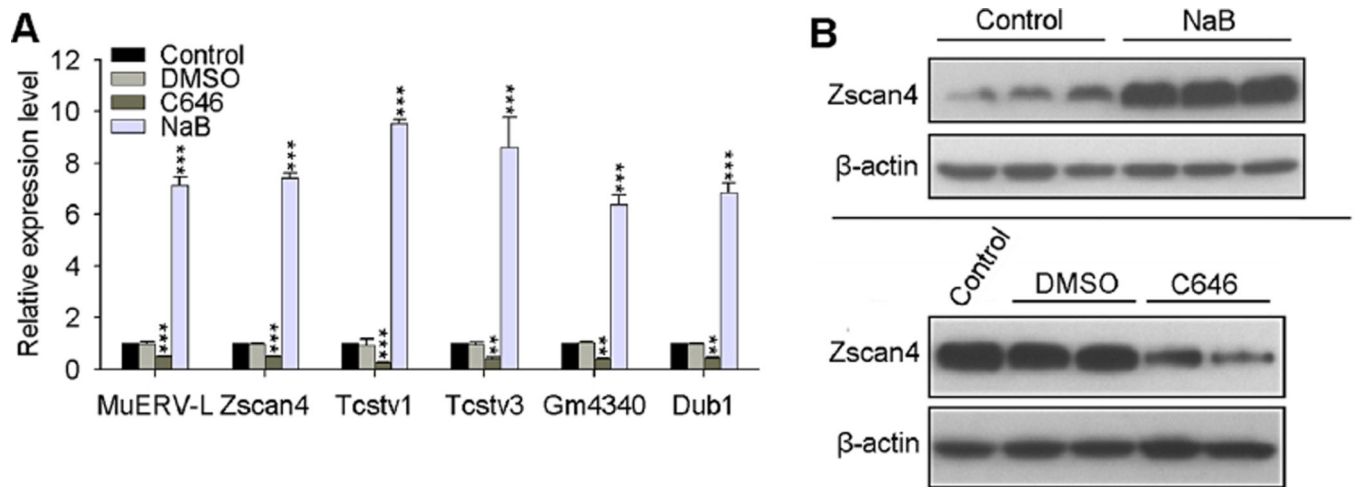 A
Relative expression level
12
10
8
6
4
2
0
Control
DMSO
C646
NaB
***
***
***
***
***
***
***
**
***
**
***
**
***
MuERV-L Zscan4 Tcstv1 Tcstv3 Gm4340 Dub1
B
Control NaB
Zscan4
β-actin
Control DMSO C646
Zscan4
β-actin